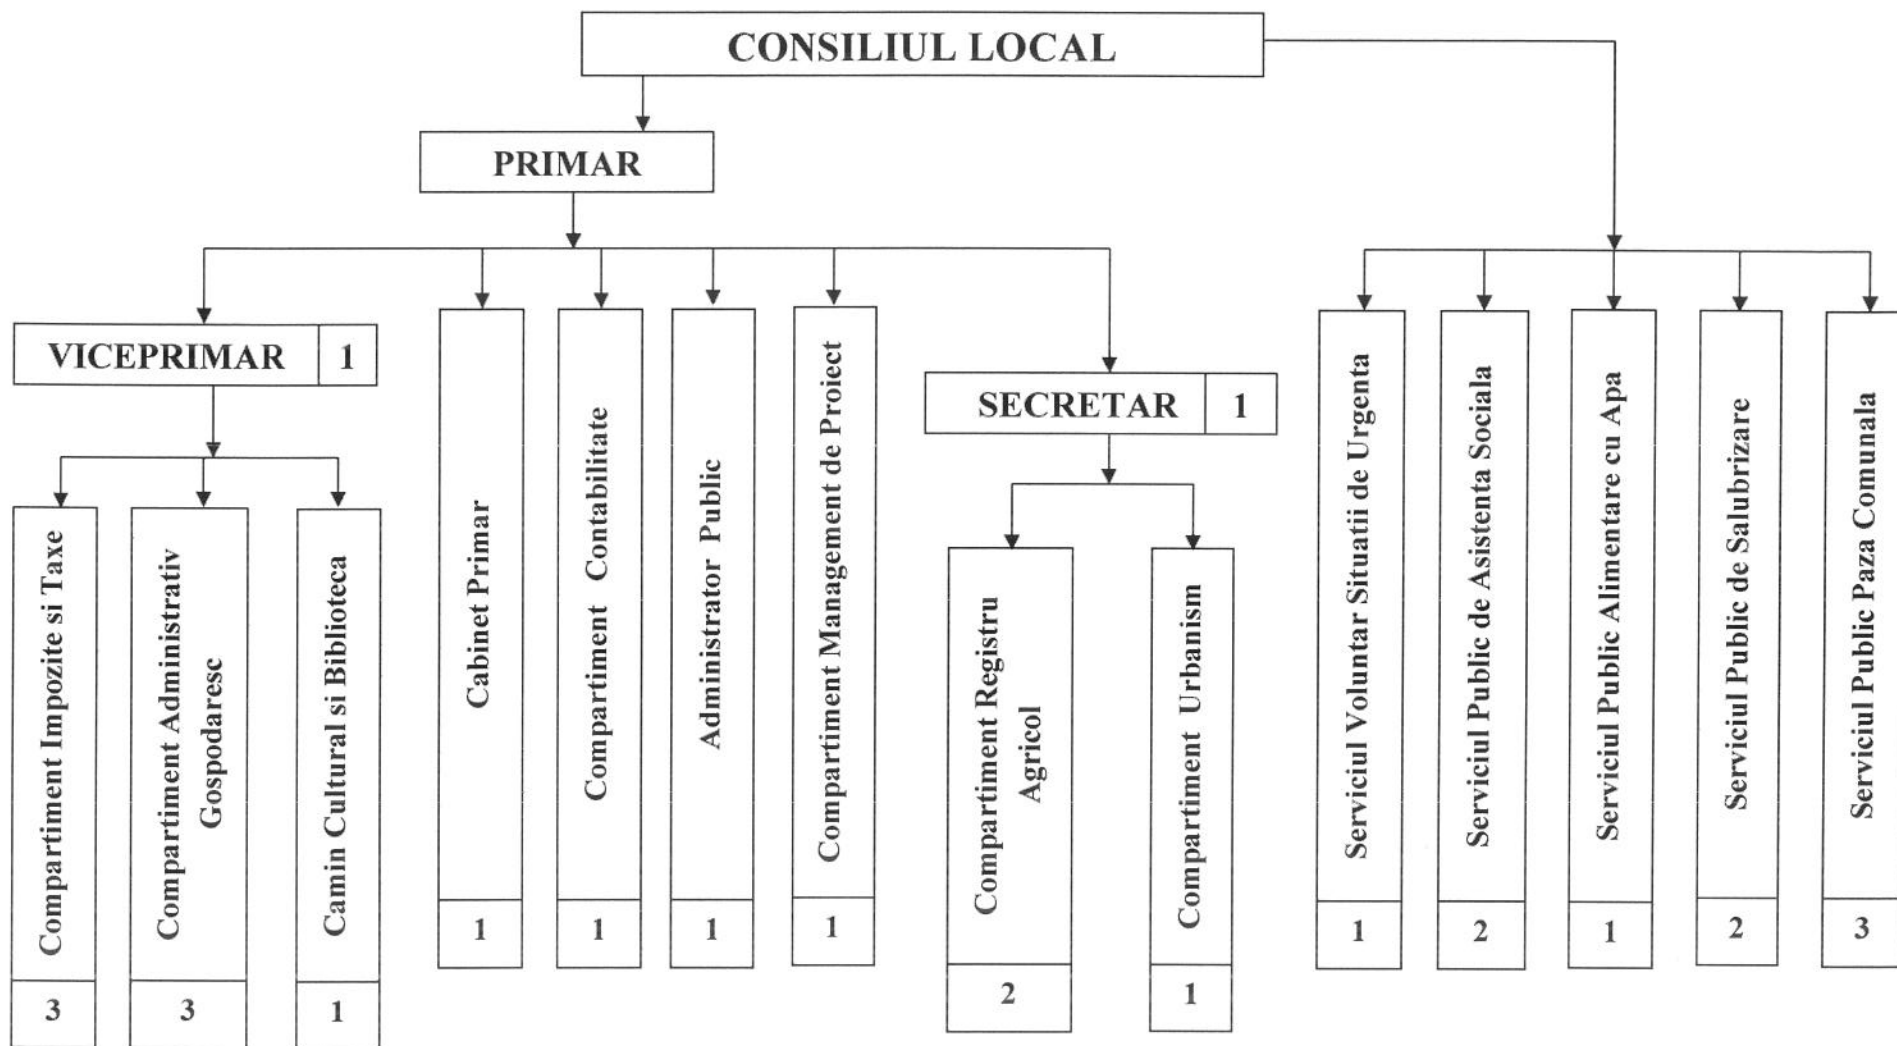 CONSILIUL LOCAL
PRIMAR
VICEPRIMAR 1
SECRETAR 1
Compartiment Impozite si Taxe
3
Compartiment Administrativ
Gospodaresc
3
Camin Cultural si Biblioteca
1
Cabinet Primar
1
Compartiment Contabilitate
1
Administrator Public
1
Compartiment Management de Proiect
1
Compartiment Registru
Agricol
2
Compartiment Urbanism
1
Serviciul Voluntar Situatii de Urgenta
1
Serviciul Public de Asistenta Sociala
2
Serviciul Public Alimentare cu Apa
1
Serviciul Public de Salubrizare
2
Serviciul Public Paza Comunala
3